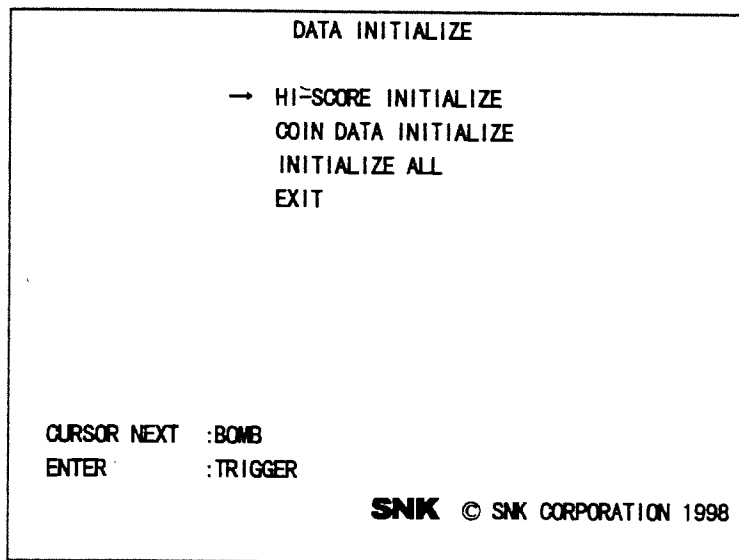 DATA INITIALIZE
→ HI-SCORE INITIALIZE
COIN DATA INITIALIZE
INITIALIZE ALL
EXIT
CURSOR NEXT :BOMB
ENTER :TRIGGER
SNK © SNK CORPORATION 1998